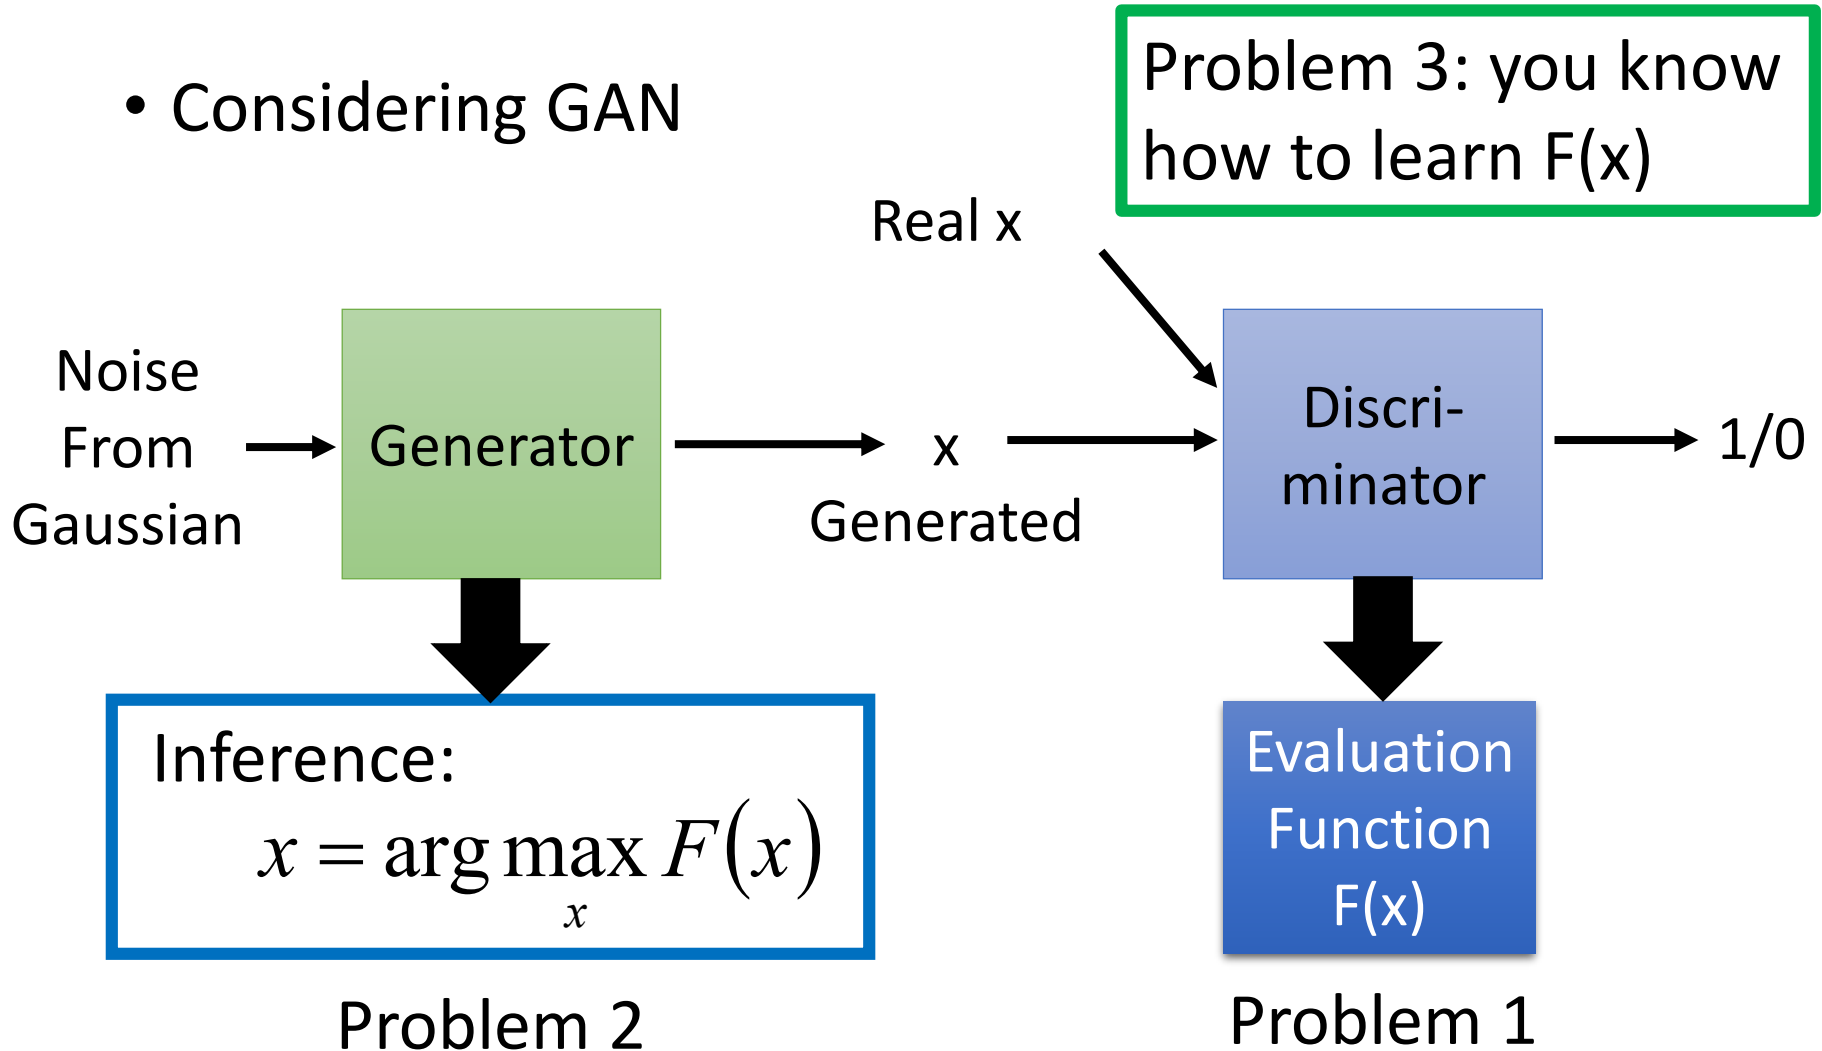 • Considering GAN
Problem 3: you know
how to learn F(x)
Real x
Noise
From
Gaussian
Generator
x
Generated
Discri-
minator
1/0
Inference:
x = arg max F(x)
x
Problem 2
Evaluation
Function
F(x)
Problem 1